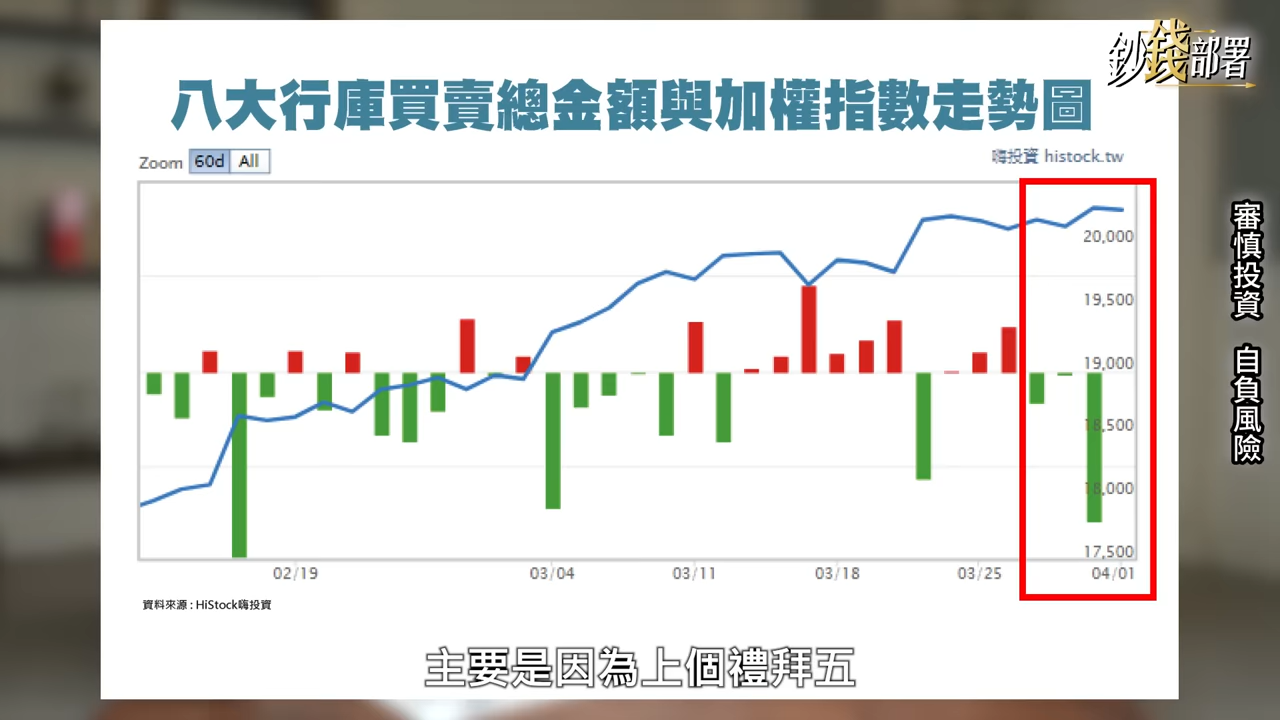 鈔錢部署
八大行庫買賣總金額與加權指數走勢圖
Zoom 60d All
嗨投資 histock.tw
20,000
19,500
19,000
18,500
18,000
17,500
02/19 03/04 03/11 03/18 03/25 04/01
資料來源 : HiStock嗨投資
審慎投資 自負風險
主要是因為上個禮拜五